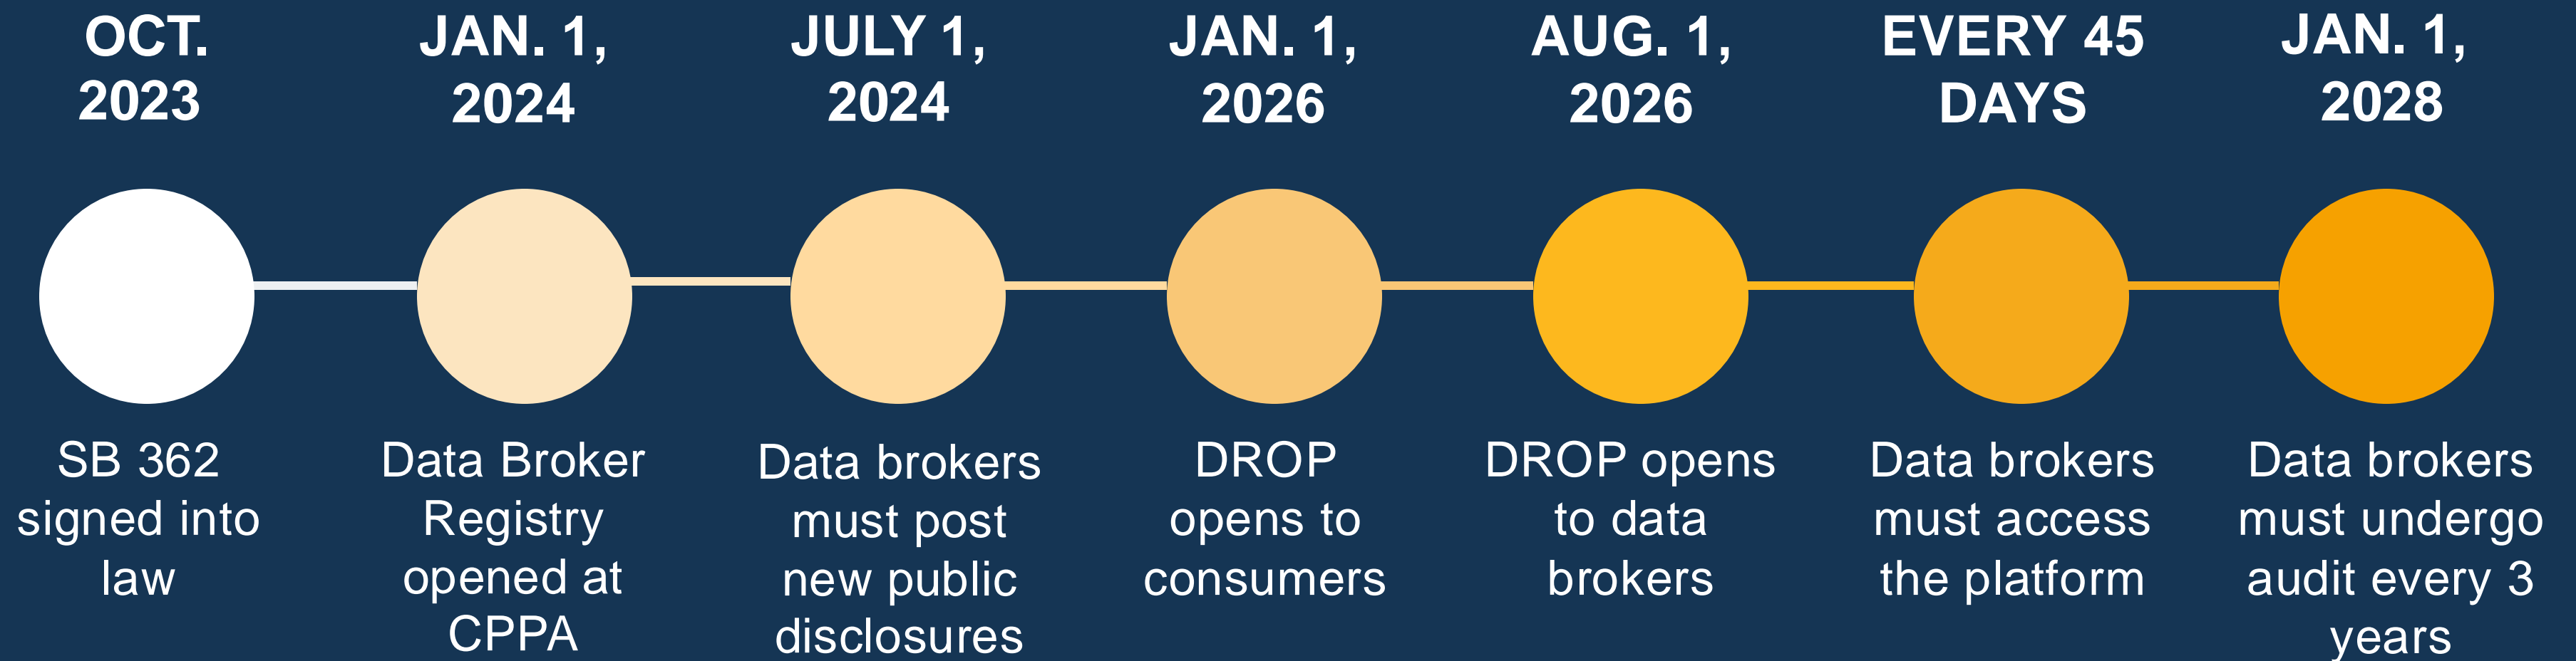 OCT.
2023
JAN. 1,
2024
JULY 1,
2024
JAN. 1,
2026
AUG. 1,
2026
EVERY 45
DAYS
JAN. 1,
2028
SB 362
signed into
law
Data Broker
Registry
opened at
CPPA
Data brokers
must post
new public
disclosures
DROP
opens to
consumers
DROP opens
to data
brokers
Data brokers
must access
the platform
Data brokers
must undergo
audit every 3
years